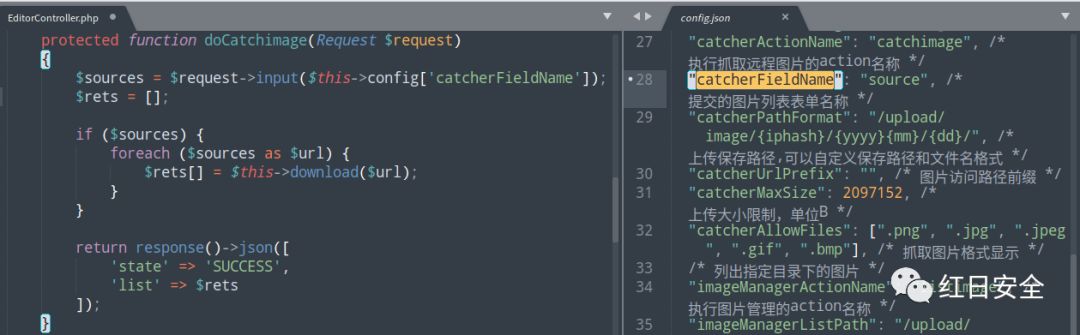 EditorController.php
protected function doCatchimage(Request $request)
{
$sources = $request->input($this->config['catcherFieldName']);
$rets = [];
if ($sources) {
foreach ($sources as $url) {
$rets[] = $this->download($url);
}
}
return response()->json([
'state' => 'SUCCESS',
'list' => $rets
]);
}
config.json
27 "catcherActionName": "catchimage", /*
执行抓取远程图片的action名称 */
28 "catcherFieldName": "source", /*
提交的图片列表表单名称 */
29 "catcherPathFormat": "/upload/
image/{iphash}/{yyyy}{mm}/{dd}/", /*
上传保存路径,可以自定义保存路径和文件名格式 */
30 "catcherUrlPrefix": "", /* 图片访问路径前缀 */
31 "catcherMaxSize": 2097152, /*
上传大小限制，单位B */
32 "catcherAllowFiles": [".png", ".jpg", ".jpeg
", ".gif", ".bmp"], /* 抓取图片格式显示 */
33 /* 列出指定目录下的图片 */
34 "imageManagerActionName"
执行图片管理的action名称 */
35 "imageManagerListPath": "/upload/
红日安全